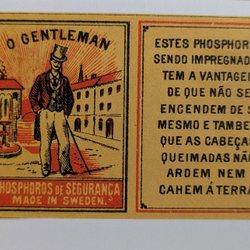 O GENTLEMAN
PHOSPHOROS DE SEGURANÇA
MADE IN SWEDEN.
ESTES PHOSPHOR
SENDO IMPREGNAD
TEM A VANTAGE
DE QUE NÃO SE
ENCENDEM DE S
MESMO E TAMBE
QUE AS CABEÇA
QUEIMADAS NÃ
ARDEM NEM
CAHEM Á TERRA